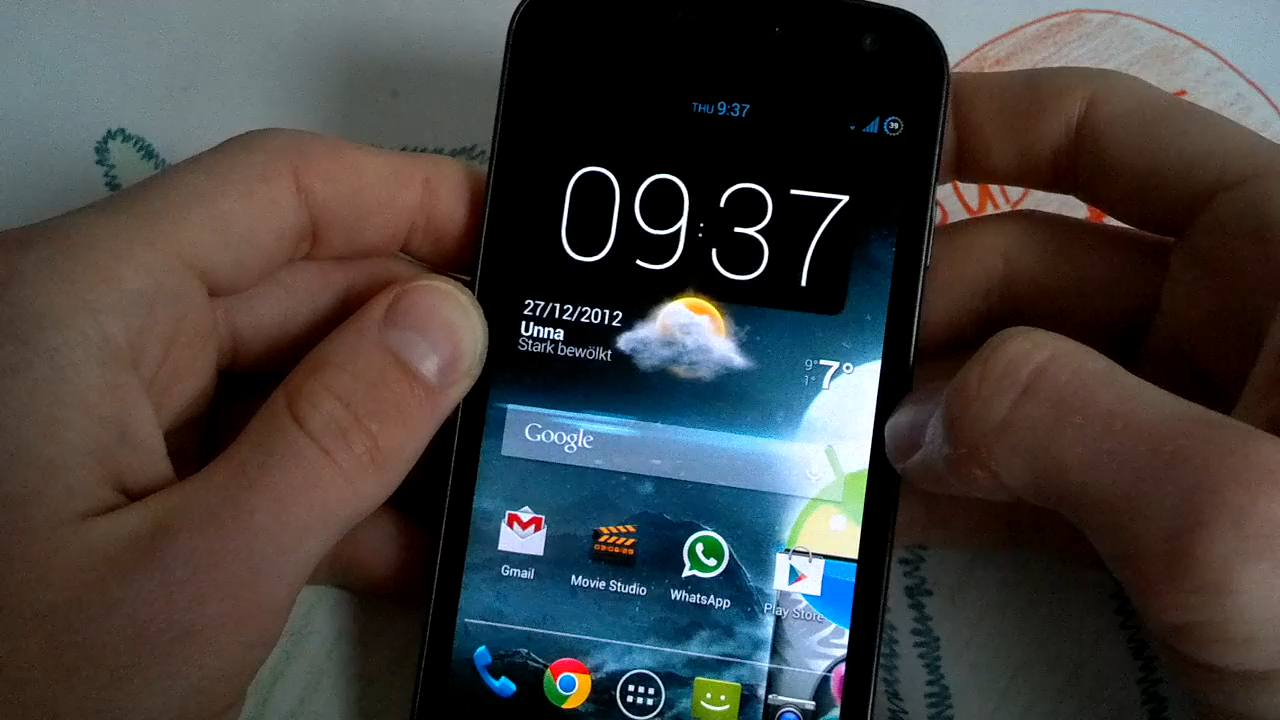 THU 9:37
39
09:37
27/12/2012
Unna
Stark bewölkt
9°
1°
7°
Google
Gmail
Movie Studio
WhatsApp
Play Store